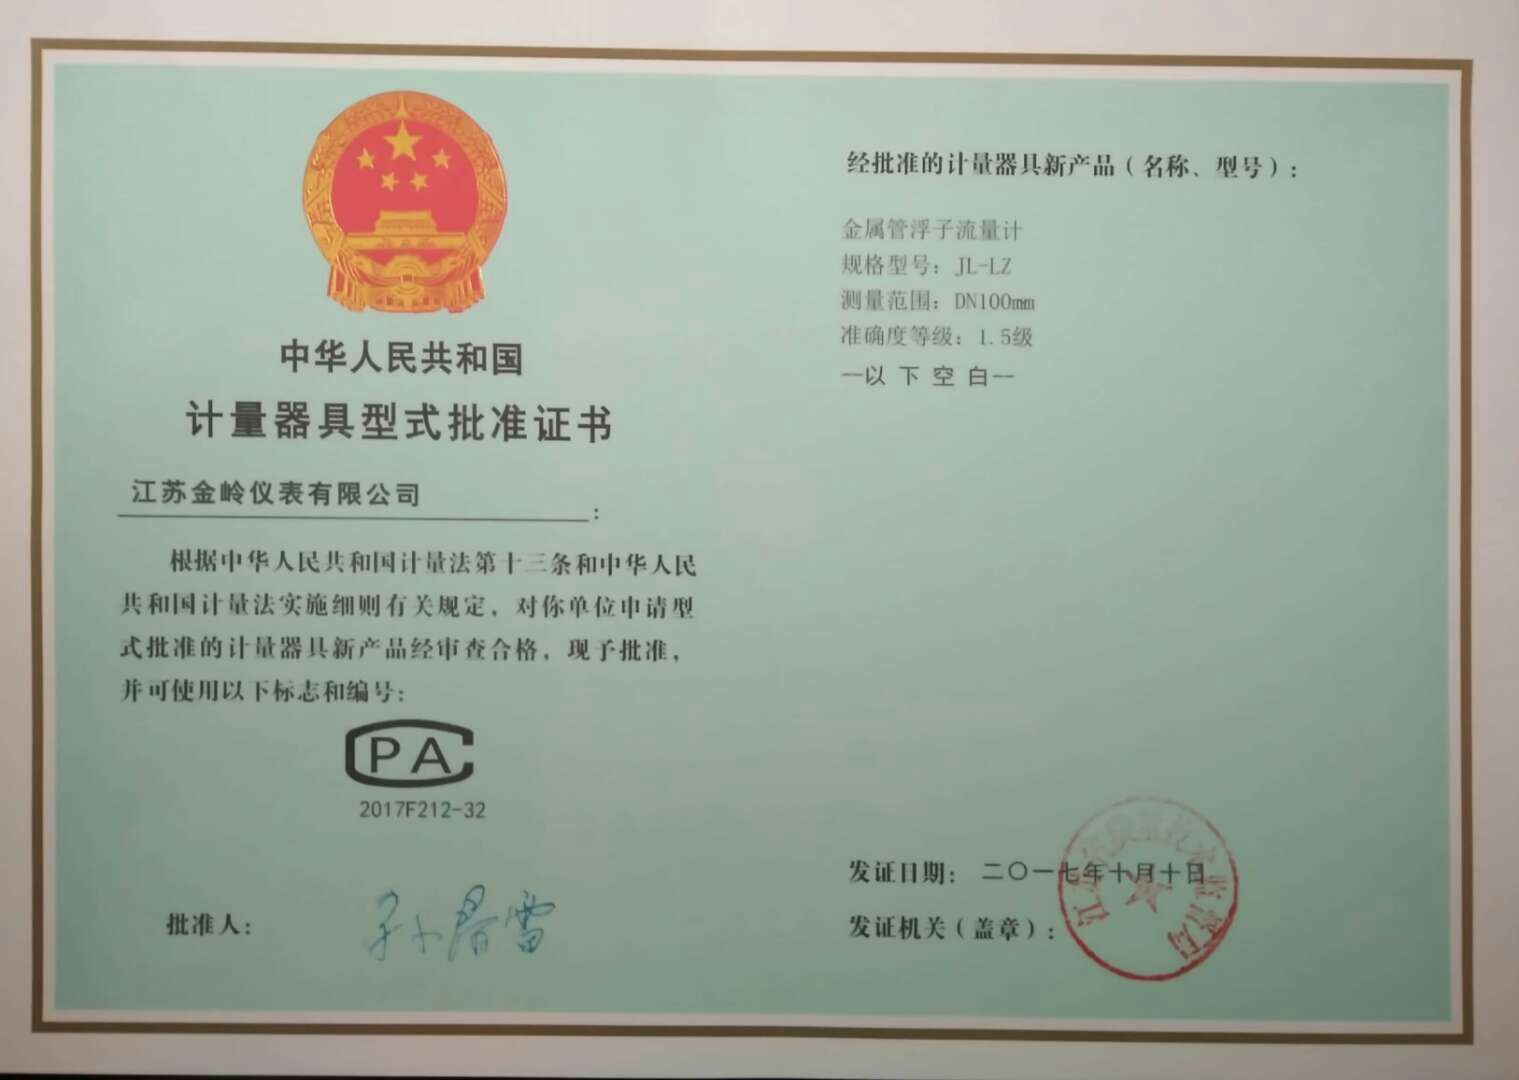 中华人民共和国
计量器具型式批准证书
江苏金岭仪表有限公司:
根据中华人民共和国计量法第十三条和中华人民
共和国计量法实施细则有关规定，对你单位申请型
式批准的计量器具新产品经审查合格，现予批准，
并可使用以下标志和编号:
CPA
2017F212-32
批准人:
经批准的计量器具新产品（名称、型号）:
金属管浮子流量计
规格型号: JL-LZ
测量范围: DN100mm
准确度等级: 1.5级
--以下空白--
发证日期: 二〇一七年十月十日
发证机关（盖章）: